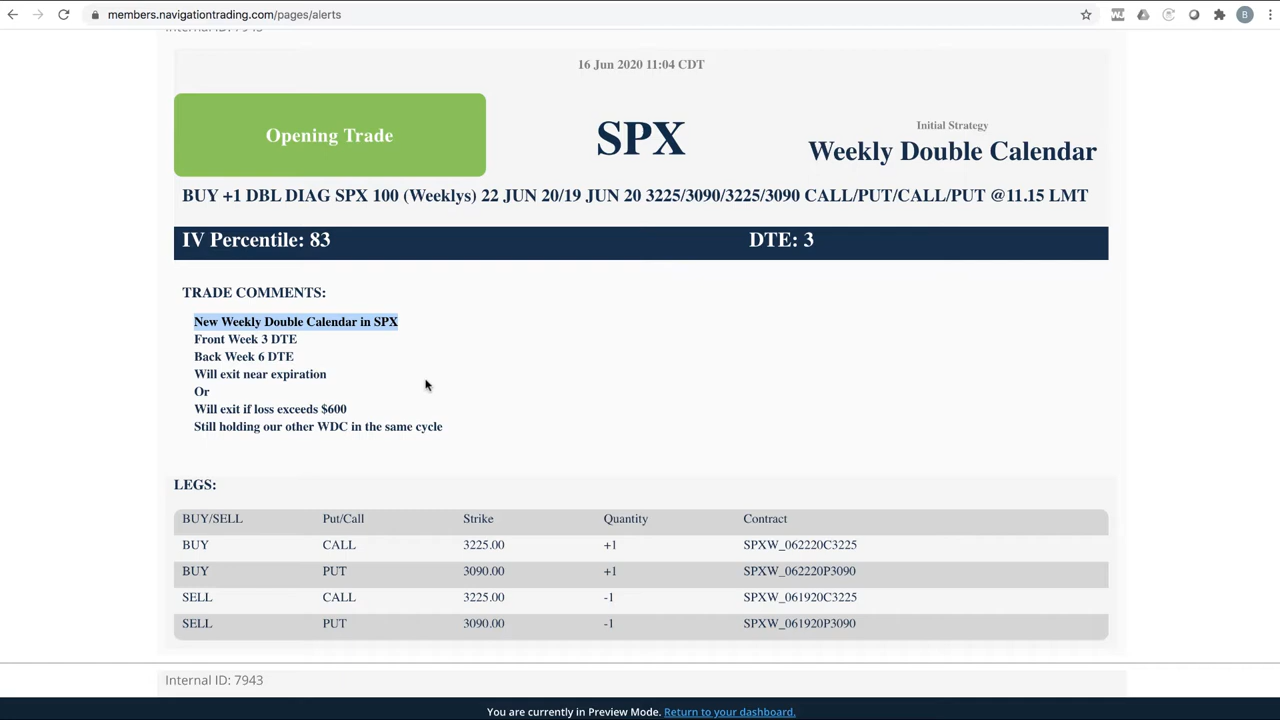 members.navigationtrading.com/pages/alerts
B
Internal ID: 7945
16 Jun 2020 11:04 CDT
Opening Trade
SPX
Initial Strategy
Weekly Double Calendar
BUY +1 DBL DIAG SPX 100 (Weeklys) 22 JUN 20/19 JUN 20 3225/3090/3225/3090 CALL/PUT/CALL/PUT @11.15 LMT
IV Percentile: 83 DTE: 3
TRADE COMMENTS:
New Weekly Double Calendar in SPX
Front Week 3 DTE
Back Week 6 DTE
Will exit near expiration
Or
Will exit if loss exceeds $600
Still holding our other WDC in the same cycle
LEGS:
BUY/SELL Put/Call Strike Quantity Contract
BUY CALL 3225.00 +1 SPXW_062220C3225
BUY PUT 3090.00 +1 SPXW_062220P3090
SELL CALL 3225.00 -1 SPXW_061920C3225
SELL PUT 3090.00 -1 SPXW_061920P3090
Internal ID: 7943
You are currently in Preview Mode. Return to your dashboard.